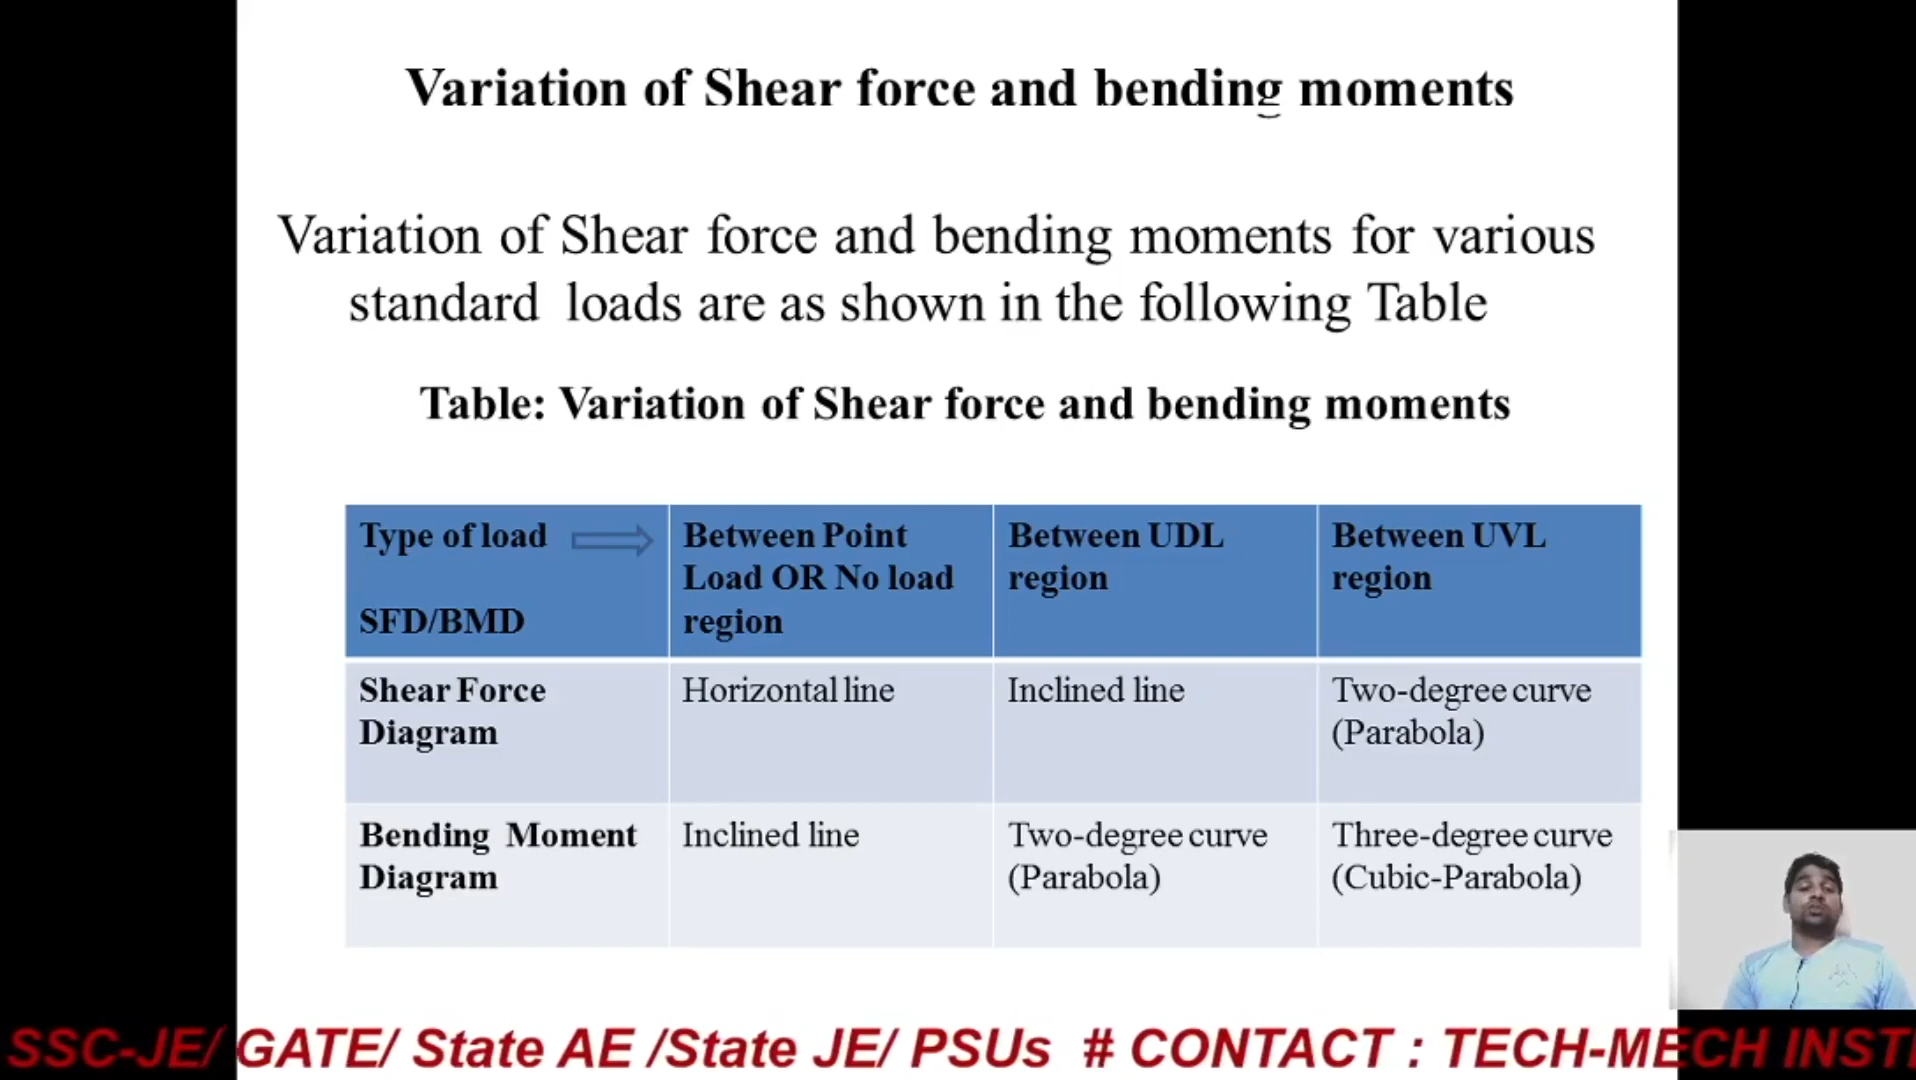 Variation of Shear force and bending moments
Variation of Shear force and bending moments for various
standard loads are as shown in the following Table
Table: Variation of Shear force and bending moments
Type of load
SFD/BMD
Between Point
Load OR No load
region
Between UDL
region
Between UVL
region
Shear Force
Diagram
Horizontal line
Inclined line
Two-degree curve
(Parabola)
Bending Moment
Diagram
Inclined line
Two-degree curve
(Parabola)
Three-degree curve
(Cubic-Parabola)
SSC-JE/ GATE/ State AE /State JE/ PSUs # CONTACT : TECH-MECH